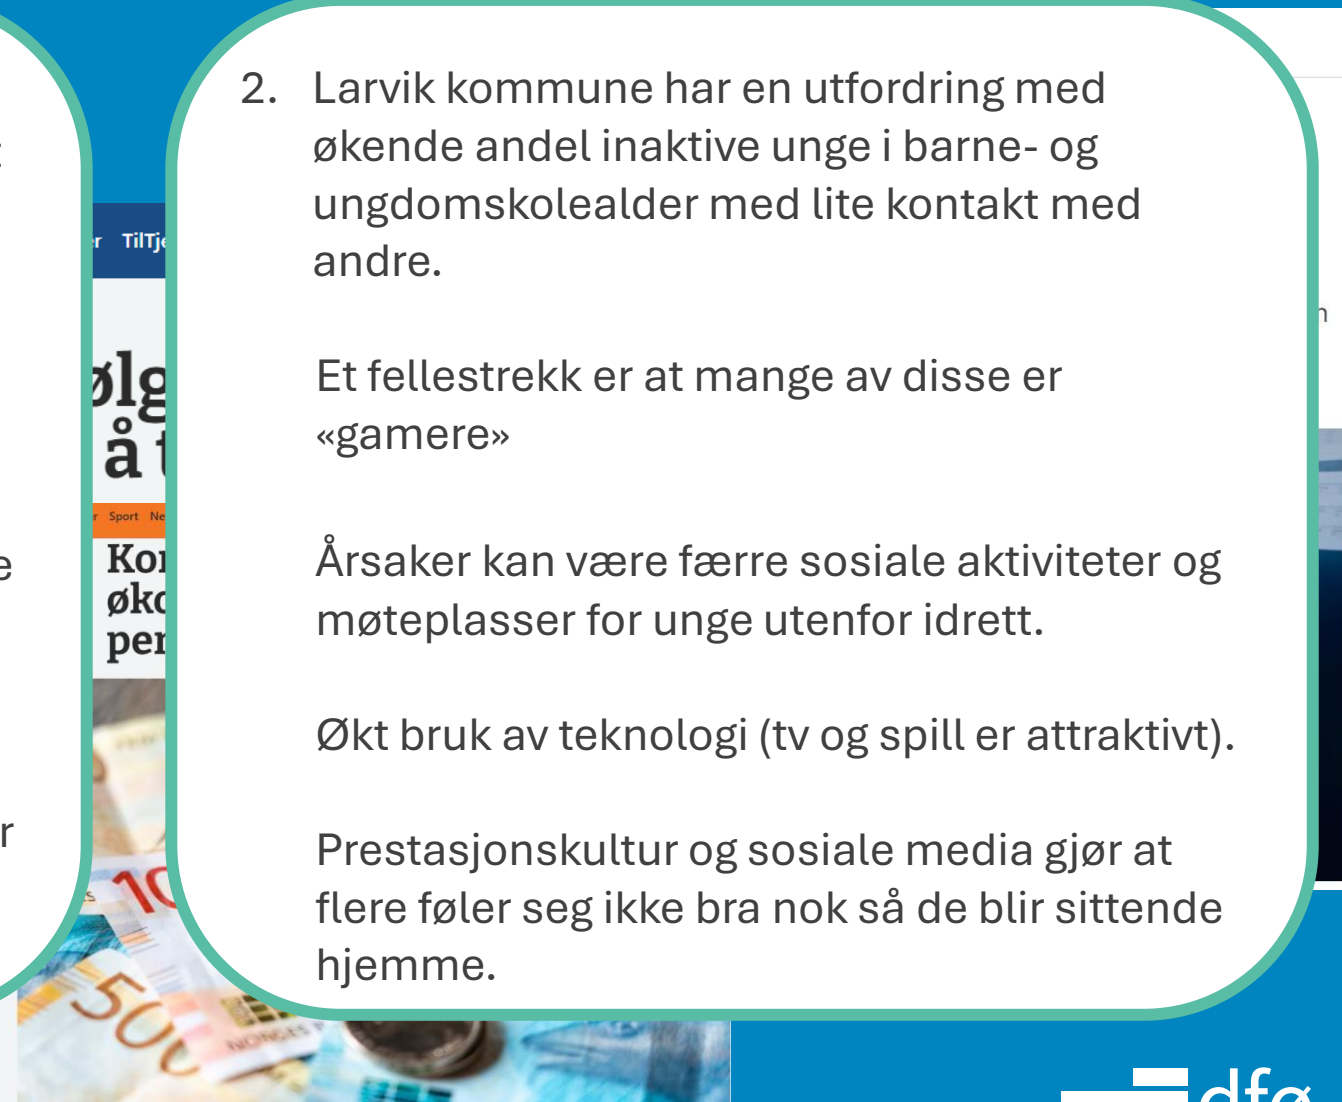 2. Larvik kommune har en utfordring med
økende andel inaktive unge i barne- og
ungdomskolealder med lite kontakt med
andre.
Et fellestrekk er at mange av disse er
«gamere»
Årsaker kan være færre sosiale aktiviteter og
møteplasser for unge utenfor idrett.
Økt bruk av teknologi (tv og spill er attraktivt).
Prestasjonskultur og sosiale media gjør at
flere føler seg ikke bra nok så de blir sittende
hjemme.
Sport
å
50
dfø